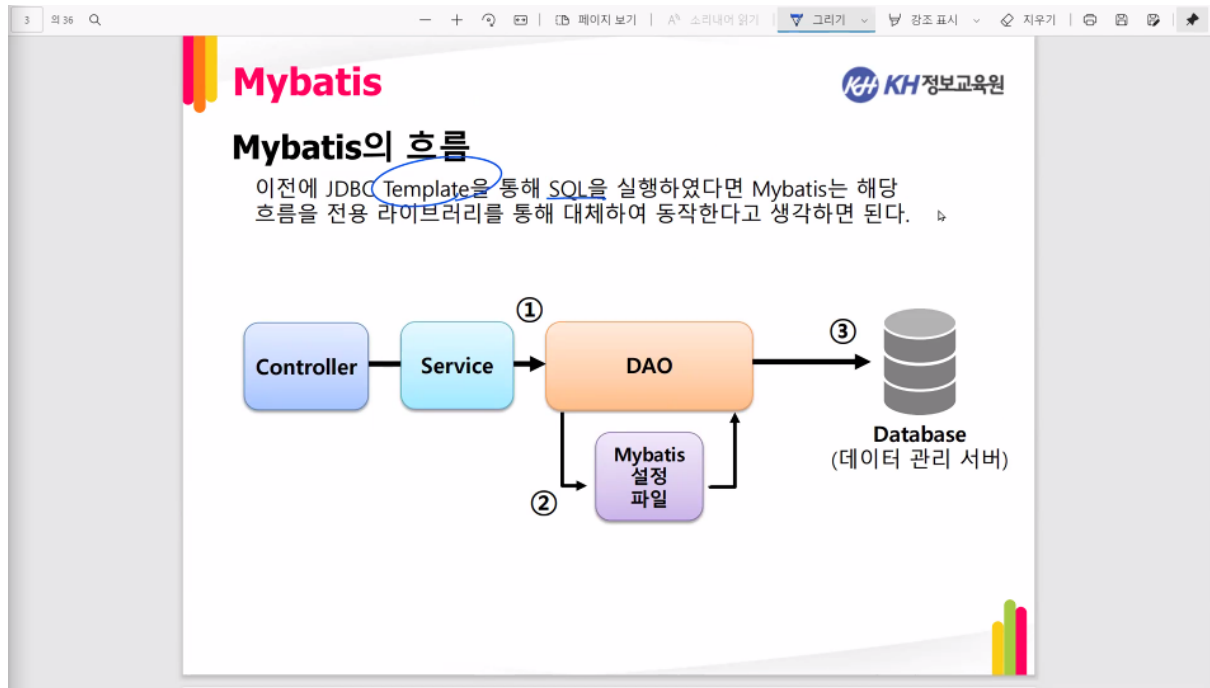 3 의 36 페이지 보기 소리내어 읽기 그리기 강조 표시 지우기
Mybatis
KH KH정보교육원
Mybatis의 흐름
이전에 JDBC Template을 통해 SQL을 실행하였다면 Mybatis는 해당
흐름을 전용 라이브러리를 통해 대체하여 동작한다고 생각하면 된다.
①
③
Controller
Service
DAO
Database
(데이터 관리 서버)
Mybatis
설정
파일
②